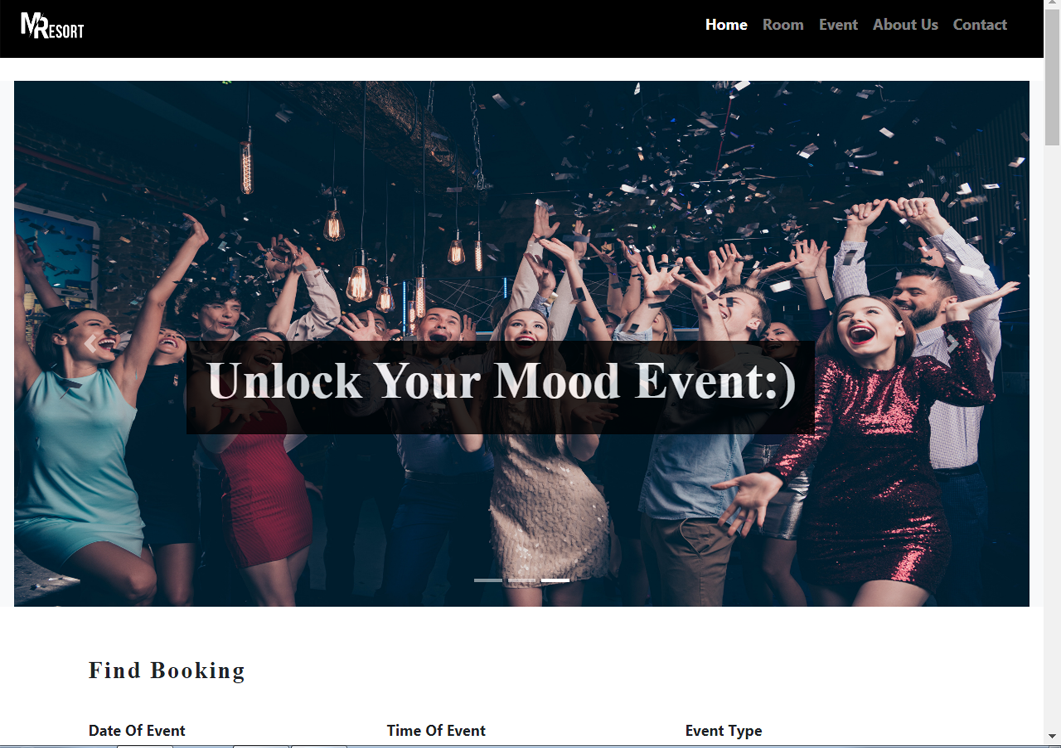 MResort
Home Room Event About Us Contact
Unlock Your Mood Event:)
Find Booking
Date Of Event Time Of Event Event Type